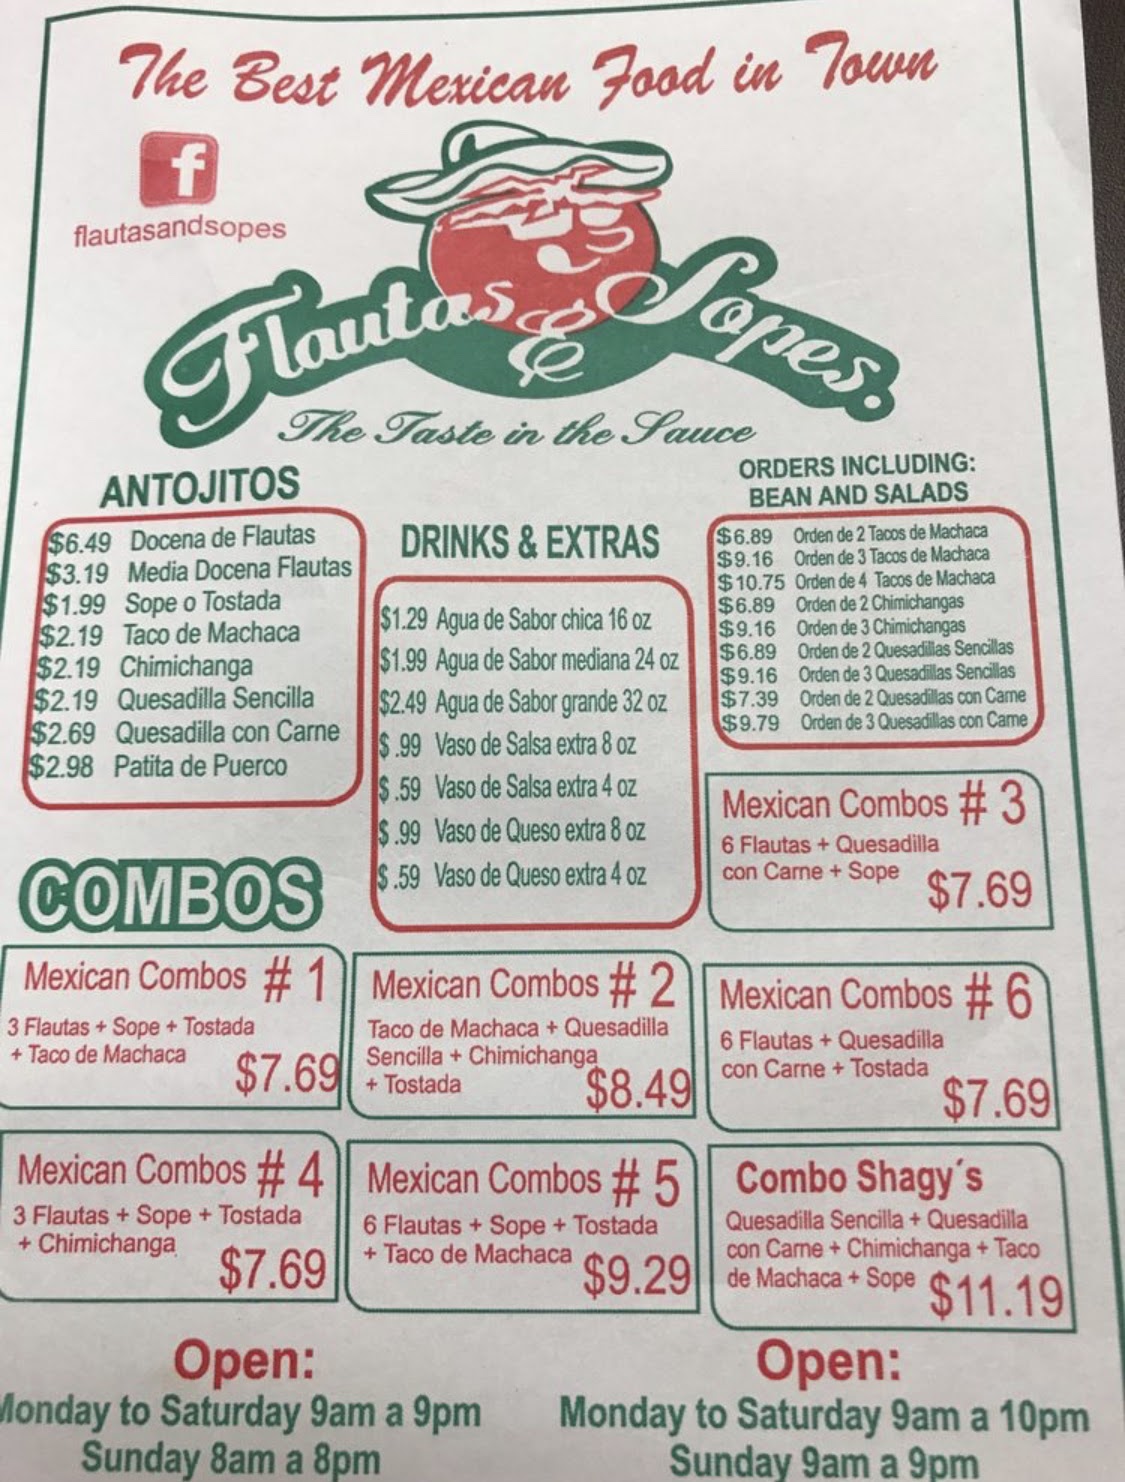 The Best Mexican Food in Town
f
flautasandsopes
Flautas & Sopes.
The Taste in the Sauce
ANTOJITOS
$6.49 Docena de Flautas
$3.19 Media Docena Flautas
$1.99 Sope o Tostada
$2.19 Taco de Machaca
$2.19 Chimichanga
$2.19 Quesadilla Sencilla
$2.69 Quesadilla con Carne
$2.98 Patita de Puerco
DRINKS & EXTRAS
$1.29 Agua de Sabor chica 16 oz
$1.99 Agua de Sabor mediana 24 oz
$2.49 Agua de Sabor grande 32 oz
$ .99 Vaso de Salsa extra 8 oz
$ .59 Vaso de Salsa extra 4 oz
$ .99 Vaso de Queso extra 8 oz
$ .59 Vaso de Queso extra 4 oz
ORDERS INCLUDING:
BEAN AND SALADS
$6.89 Orden de 2 Tacos de Machaca
$9.16 Orden de 3 Tacos de Machaca
$10.75 Orden de 4 Tacos de Machaca
$6.89 Orden de 2 Chimichangas
$9.16 Orden de 3 Chimichangas
$6.89 Orden de 2 Quesadillas Sencillas
$9.16 Orden de 3 Quesadillas Sencillas
$7.39 Orden de 2 Quesadillas con Carne
$9.79 Orden de 3 Quesadillas con Carne
Mexican Combos # 3
6 Flautas + Quesadilla
con Carne + Sope
$7.69
COMBOS
Mexican Combos # 1
3 Flautas + Sope + Tostada
+ Taco de Machaca
$7.69
Mexican Combos # 2
Taco de Machaca + Quesadilla
Sencilla + Chimichanga
+ Tostada
$8.49
Mexican Combos # 6
6 Flautas + Quesadilla
con Carne + Tostada
$7.69
Mexican Combos # 4
3 Flautas + Sope + Tostada
+ Chimichanga
$7.69
Mexican Combos # 5
6 Flautas + Sope + Tostada
+ Taco de Machaca
$9.29
Combo Shagy´s
Quesadilla Sencilla + Quesadilla
con Carne + Chimichanga + Taco
de Machaca + Sope
$11.19
Open:
Monday to Saturday 9am a 9pm
Sunday 8am a 8pm
Open:
Monday to Saturday 9am a 10pm
Sunday 9am a 9pm